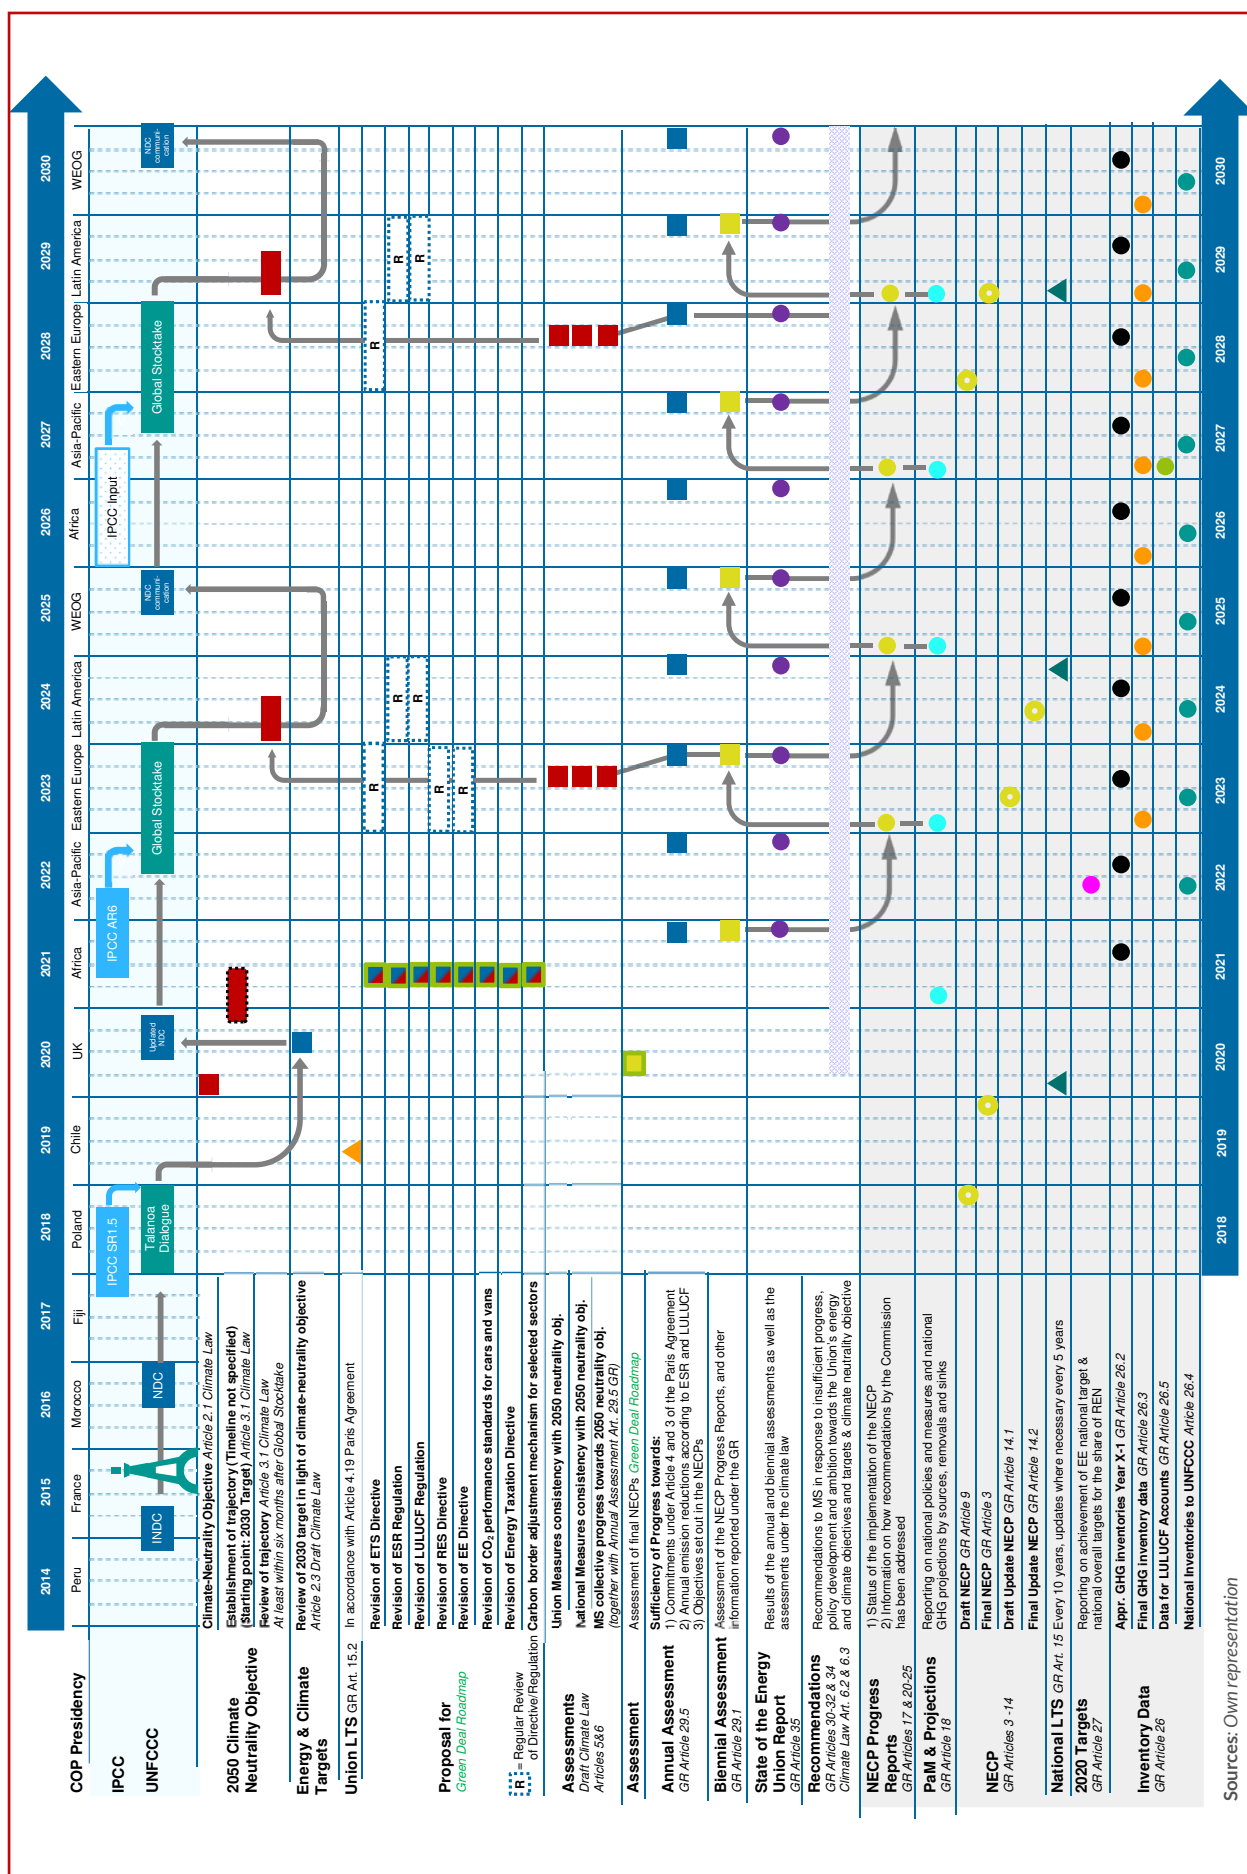 2014
2015
2016
2017
2018
2019
2020
2021
2022
2023
2024
2025
2026
2027
2028
2029
2030
COP Presidency
Peru
France
Morocco
Fiji
Poland
Chile
UK
Africa
Asia-Pacific
Eastern Europe
Latin America
WEOG
Africa
Asia-Pacific
Eastern Europe
Latin America
WEOG
IPCC
IPCC SR1.5
IPCC AR6
IPCC Input
UNFCCC
INDC
NDC
Talanoa
Dialogue
Updated
NDC
Global Stocktake
NDC
communi-
cation
Global Stocktake
NDC
communi-
cation
2050 Climate
Neutrality Objective
Climate-Neutrality Objective Article 2.1 Climate Law
Establishment of trajectory (Timeline not specified)
(Starting point: 2030 Target) Article 3.1 Climate Law
Review of trajectory Article 3.1 Climate Law
At least within six months after Global Stocktake
Energy & Climate
Targets
Review of 2030 target in light of climate-neutrality objective
Article 2.3 Draft Climate Law
Union LTS GR Art. 15.2
In accordance with Article 4.19 Paris Agreement
Proposal for
Green Deal Roadmap
R = Regular Review
of Directive/Regulation
Revision of ETS Directive
R
R
Revision of ESR Regulation
R
R
Revision of LULUCF Regulation
R
R
Revision of RES Directive
R
Revision of EE Directive
R
Revision of CO2 performance standards for cars and vans
Revision of Energy Taxation Directive
Carbon border adjustment mechanism for selected sectors
Assessments
Draft Climate Law
Articles 5&6
Union Measures consistency with 2050 neutrality obj.
National Measures consistency with 2050 neutrality obj.
MS collective progress towards 2050 neutrality obj.
(together with Annual Assessment Art. 29.5 GR)
Assessment
Assessment of final NECPs Green Deal Roadmap
Annual Assessment
GR Article 29.5
Sufficiency of Progress towards:
1) Commitments under Article 4 and 3 of the Paris Agreement
2) Annual emission reductions according to ESR and LULUCF
3) Objectives set out in the NECPs
Biennial Assessment
GR Article 29.1
Assessment of the NECP Progress Reports, and other
information reported under the GR
State of the Energy
Union Report
GR Article 35
Results of the annual and biennial assessments as well as the
assessments under the climate law
Recommendations
GR Articles 30-32 & 34
Climate Law Art. 6.2 & 6.3
Recommendations to MS in response to insufficient progress,
policy development and ambition towards the Union's energy
and climate objectives and targets & climate neutrality objective
NECP Progress
Reports
GR Articles 17 & 20-25
1) Status of the implementation of the NECP
2) Information on how recommendations by the Commission
has been addressed
PaM & Projections
GR Article 18
Reporting on national policies and measures and national
GHG projections by sources, removals and sinks
NECP
GR Articles 3 -14
Draft NECP GR Article 9
Final NECP GR Article 3
Draft Update NECP GR Article 14.1
Final Update NECP GR Article 14.2
National LTS GR Art. 15
Every 10 years, updates where necessary every 5 years
2020 Targets
GR Article 27
Reporting on achievement of EE national target &
national overall targets for the share of REN
Inventory Data
GR Article 26
Appr. GHG inventories Year X-1 GR Article 26.2
Final GHG inventory data GR Article 26.3
Data for LULUCF Accounts GR Article 26.5
National Inventories to UNFCCC Article 26.4
2018
2019
2020
2021
2022
2023
2024
2025
2026
2027
2028
2029
2030
Sources: Own representation